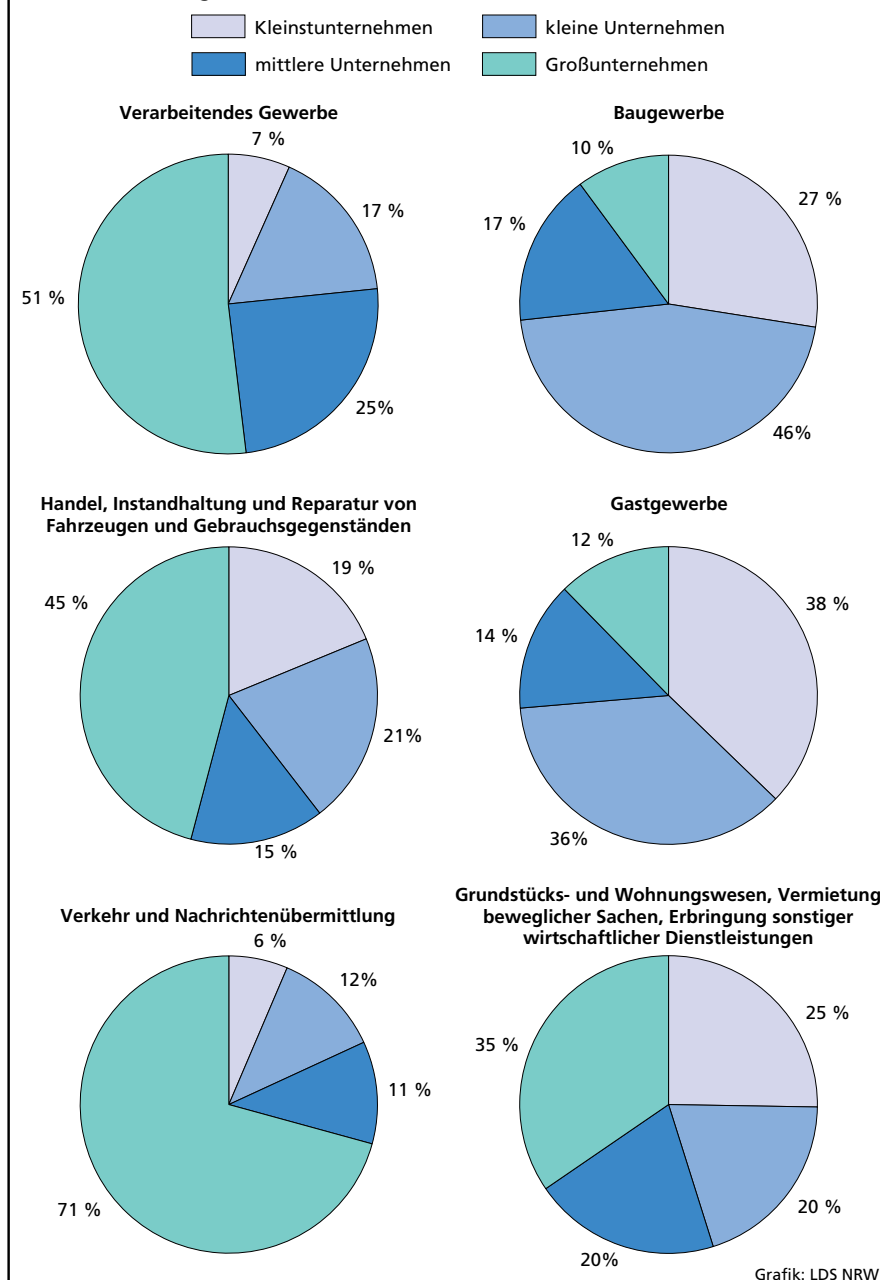 Kleinstunternehmen
kleine Unternehmen
mittlere Unternehmen
Großunternehmen
Verarbeitendes Gewerbe
7 %
17 %
25%
51 %
Baugewerbe
10 %
27 %
17 %
46%
Handel, Instandhaltung und Reparatur von
Fahrzeugen und Gebrauchsgegenständen
19 %
45 %
21%
15 %
Gastgewerbe
12 %
38 %
14 %
36%
Verkehr und Nachrichtenübermittlung
6 %
12%
11 %
71 %
Grundstücks- und Wohnungswesen, Vermietung
beweglicher Sachen, Erbringung sonstiger
wirtschaftlicher Dienstleistungen
25 %
35 %
20 %
20%
Grafik: LDS NRW